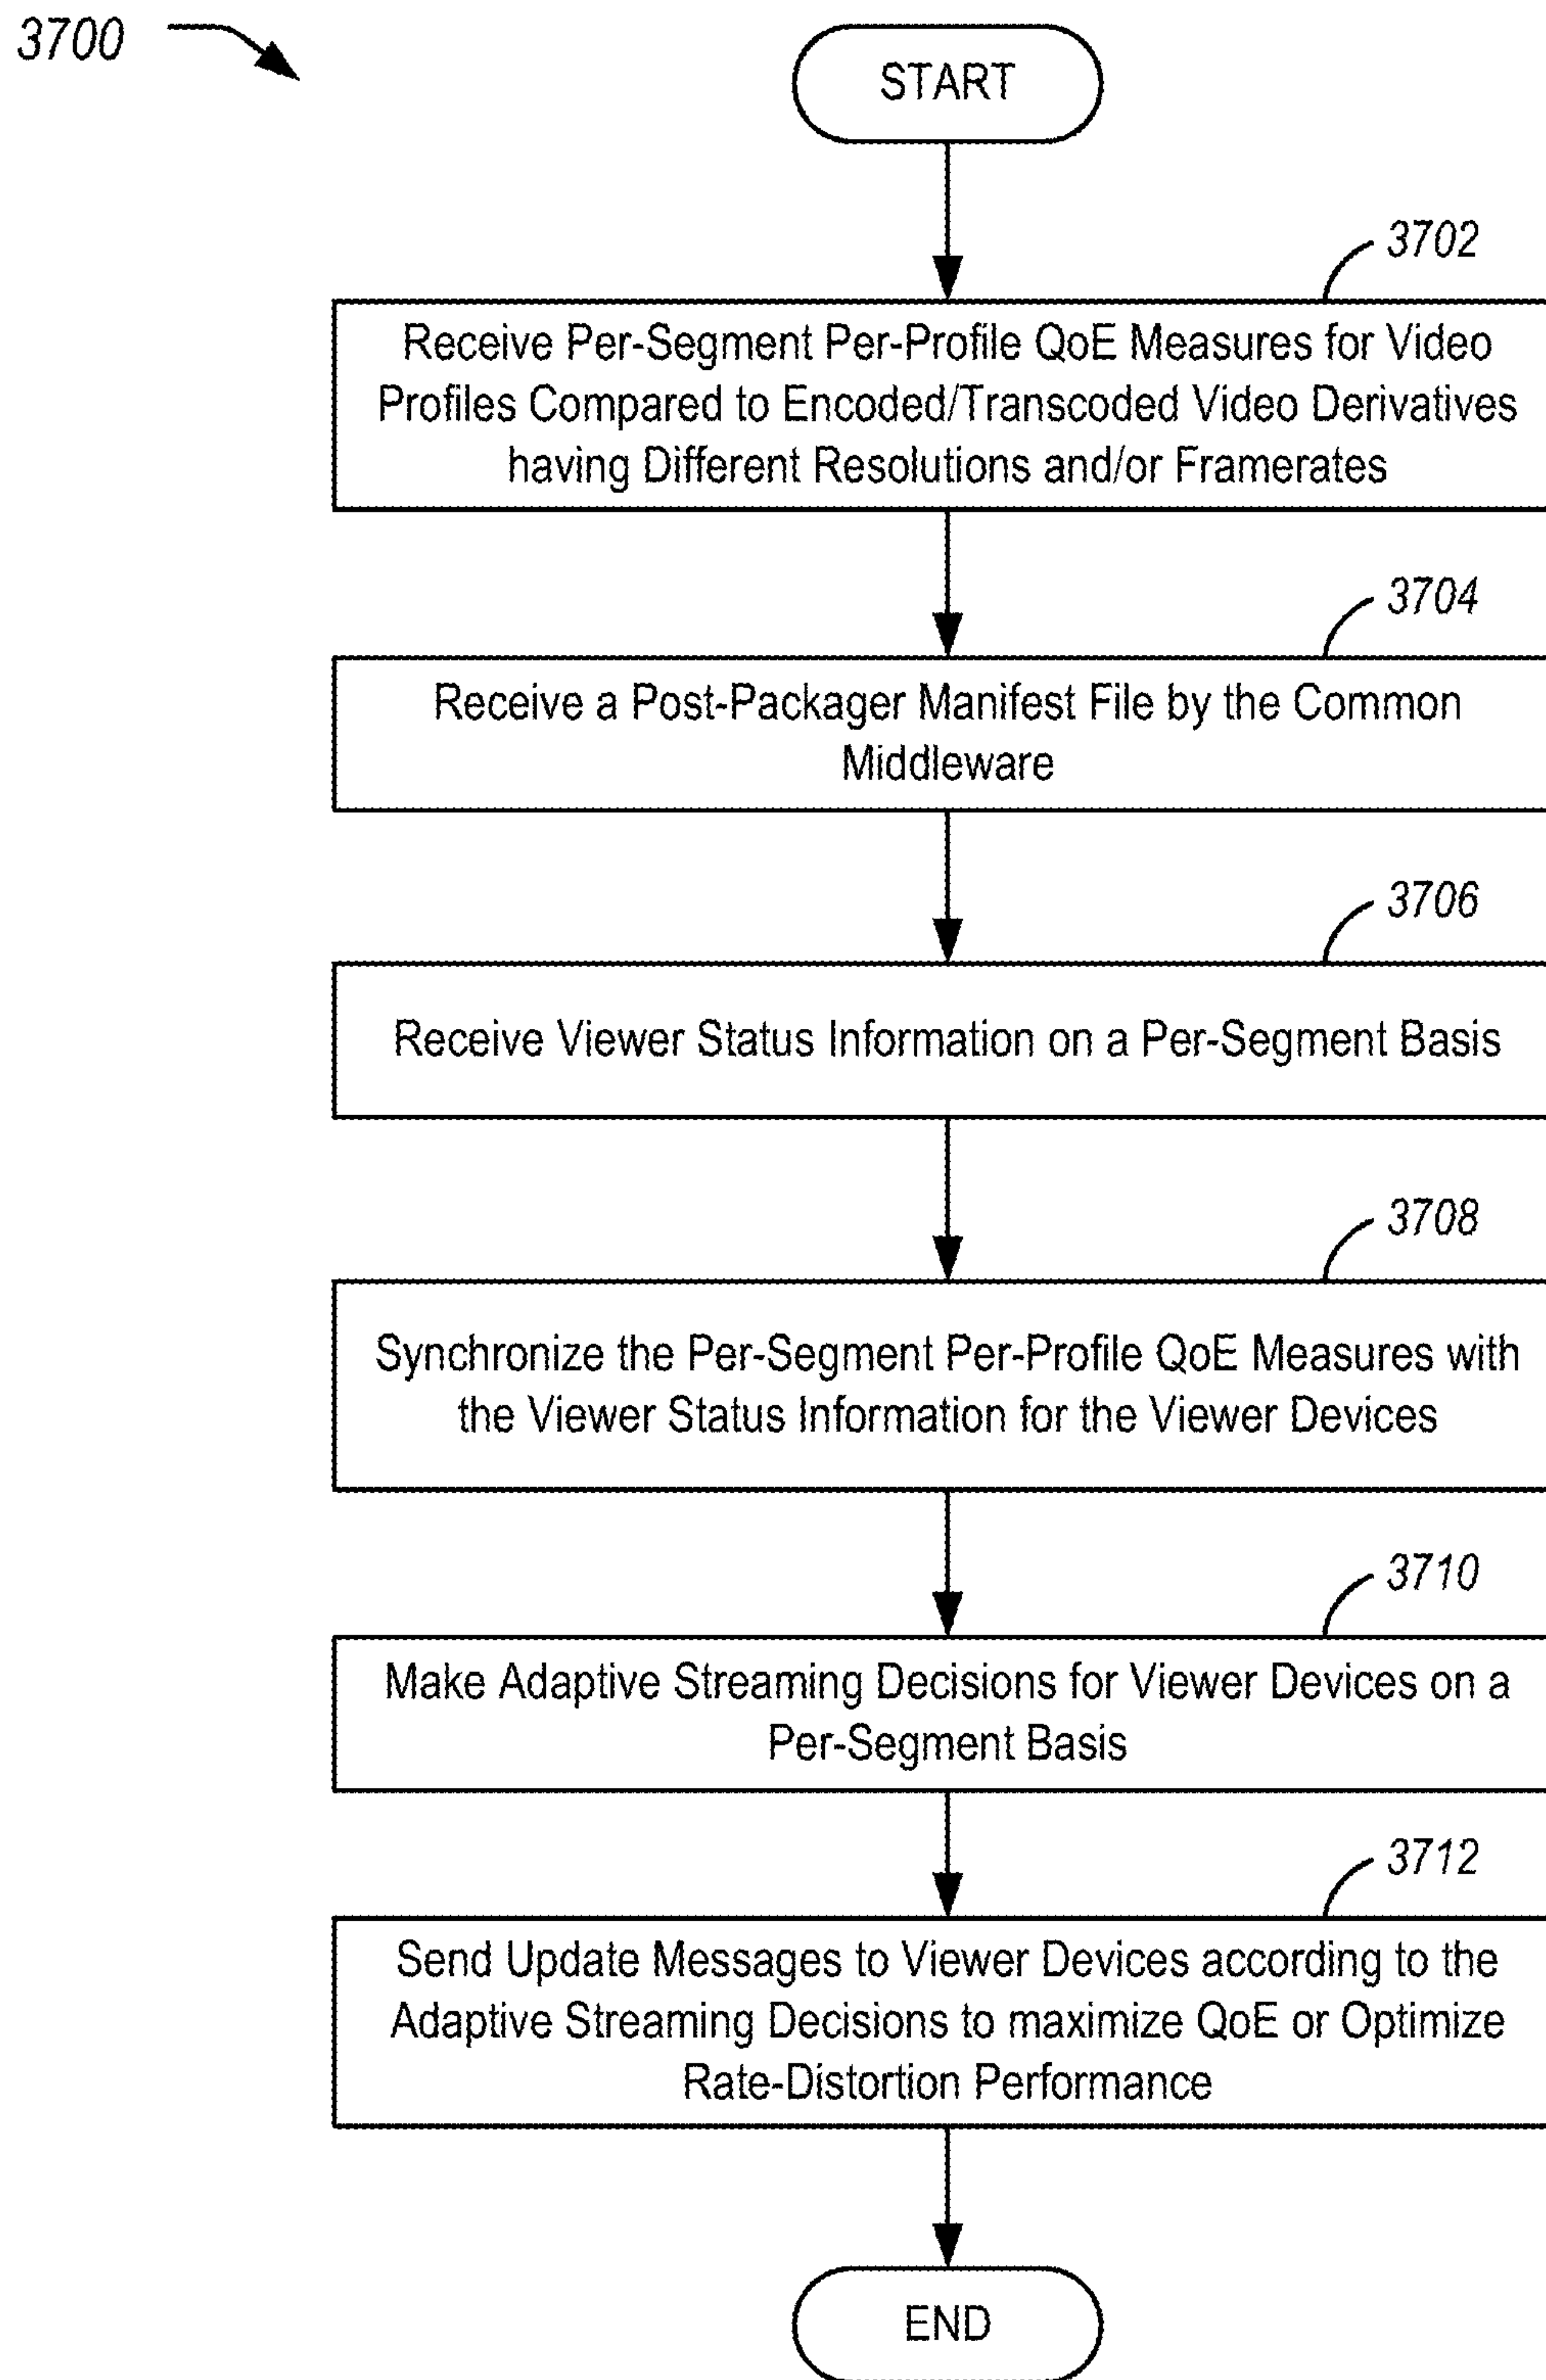 3700
START
3702
Receive Per-Segment Per-Profile QoE Measures for Video
Profiles Compared to Encoded/Transcoded Video Derivatives
having Different Resolutions and/or Framerates
3704
Receive a Post-Packager Manifest File by the Common
Middleware
3706
Receive Viewer Status Information on a Per-Segment Basis
3708
Synchronize the Per-Segment Per-Profile QoE Measures with
the Viewer Status Information for the Viewer Devices
3710
Make Adaptive Streaming Decisions for Viewer Devices on a
Per-Segment Basis
3712
Send Update Messages to Viewer Devices according to the
Adaptive Streaming Decisions to maximize QoE or Optimize
Rate-Distortion Performance
END